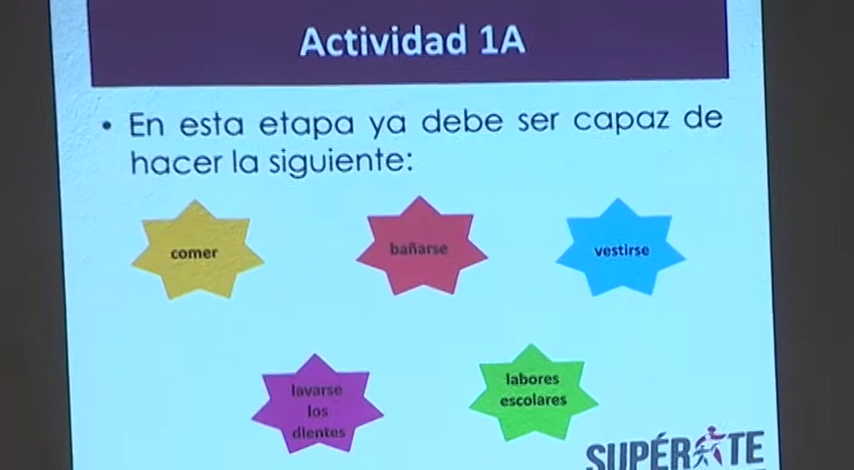 Actividad 1A
• En esta etapa ya debe ser capaz de
hacer la siguiente:
comer
bañarse
vestirse
lavarse
los
dientes
labores
escolares
SUPÉRATE